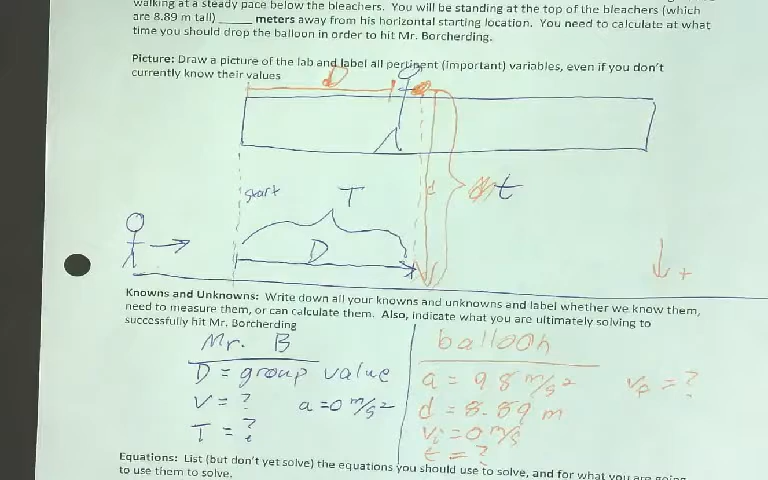 walking at a steady pace below the bleachers. You will be standing at the top of the bleachers (which
are 8.89 m tall) _____ meters away from his horizontal starting location. You need to calculate at what
time you should drop the balloon in order to hit Mr. Borcherding.
Picture: Draw a picture of the lab and label all pertinent (important) variables, even if you don't
currently know their values
D
start
T
d
t
D
+
Knowns and Unknowns: Write down all your knowns and unknowns and label whether we know them,
need to measure them, or can calculate them. Also, indicate what you are ultimately solving to
successfully hit Mr. Borcherding
Mr. B
balloon
D = group value
a = 9.8 m/s²
vf = ?
V = ?
a = 0 m/s²
d = 8.89 m
T = ?
vi = 0 m/s
t = ?
Equations: List (but don't yet solve) the equations you should use to solve, and for what you are going
to use them to solve.